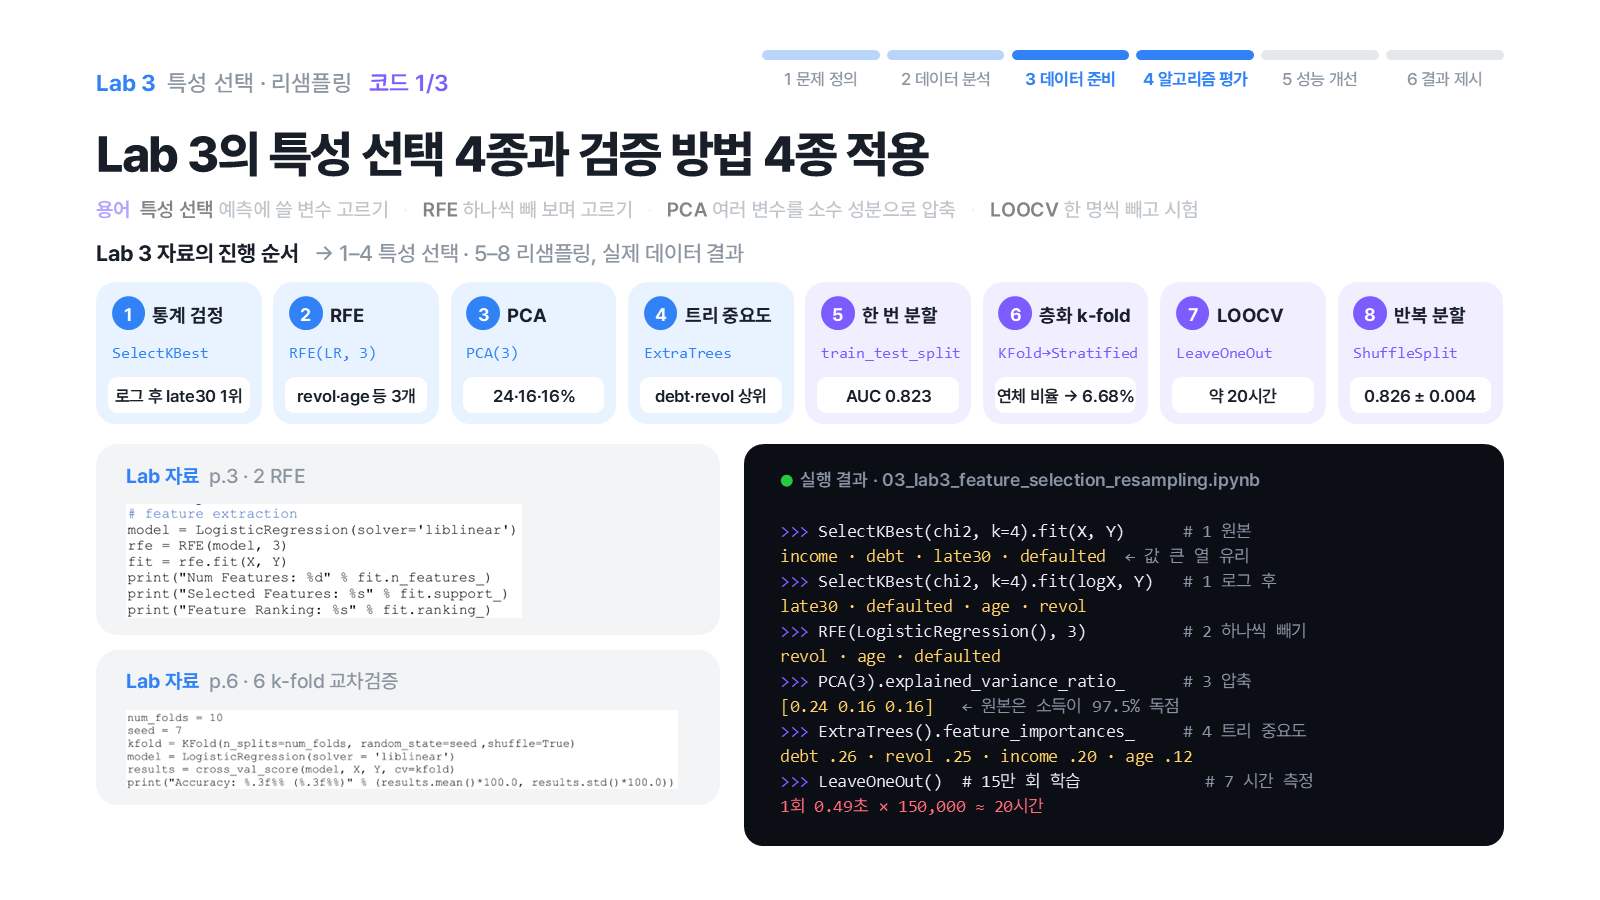 Lab 3 특성 선택 · 리샘플링 코드 1/3
1 문제 정의
2 데이터 분석
3 데이터 준비
4 알고리즘 평가
5 성능 개선
6 결과 제시
Lab 3의 특성 선택 4종과 검증 방법 4종 적용
용어 특성 선택 예측에 쓸 변수 고르기 · RFE 하나씩 빼 보며 고르기 · PCA 여러 변수를 소수 성분으로 압축 · LOOCV 한 명씩 빼고 시험
Lab 3 자료의 진행 순서 → 1–4 특성 선택 · 5–8 리샘플링, 실제 데이터 결과
1 통계 검정
SelectKBest
로그 후 late30 1위
2 RFE
RFE(LR, 3)
revol·age 등 3개
3 PCA
PCA(3)
24·16·16%
4 트리 중요도
ExtraTrees
debt·revol 상위
5 한 번 분할
train_test_split
AUC 0.823
6 층화 k-fold
KFold→Stratified
연체 비율 → 6.68%
7 LOOCV
LeaveOneOut
약 20시간
8 반복 분할
ShuffleSplit
0.826 ± 0.004
Lab 자료 p.3 · 2 RFE
# feature extraction
model = LogisticRegression(solver='liblinear')
rfe = RFE(model, 3)
fit = rfe.fit(X, Y)
print("Num Features: %d" % fit.n_features_)
print("Selected Features: %s" % fit.support_)
print("Feature Ranking: %s" % fit.ranking_)
Lab 자료 p.6 · 6 k-fold 교차검증
num_folds = 10
seed = 7
kfold = KFold(n_splits=num_folds, random_state=seed ,shuffle=True)
model = LogisticRegression(solver = 'liblinear')
results = cross_val_score(model, X, Y, cv=kfold)
print("Accuracy: %.3f%% (%.3f%%)" % (results.mean()*100.0, results.std()*100.0))
실행 결과 · 03_lab3_feature_selection_resampling.ipynb
>>> SelectKBest(chi2, k=4).fit(X, Y) # 1 원본
income · debt · late30 · defaulted ← 값 큰 열 유리
>>> SelectKBest(chi2, k=4).fit(logX, Y) # 1 로그 후
late30 · defaulted · age · revol
>>> RFE(LogisticRegression(), 3) # 2 하나씩 빼기
revol · age · defaulted
>>> PCA(3).explained_variance_ratio_ # 3 압축
[0.24 0.16 0.16] ← 원본은 소득이 97.5% 독점
>>> ExtraTrees().feature_importances_ # 4 트리 중요도
debt .26 · revol .25 · income .20 · age .12
>>> LeaveOneOut() # 15만 회 학습 # 7 시간 측정
1회 0.49초 × 150,000 ≈ 20시간